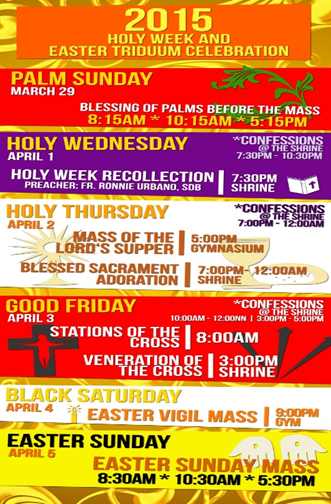 2015
HOLY WEEK AND
EASTER TRIDUUM CELEBRATION
PALM SUNDAY
MARCH 29
BLESSING OF PALMS BEFORE THE MASS
8:15AM * 10:15AM * 5:15PM
HOLY WEDNESDAY
APRIL 1
*CONFESSIONS
@ THE SHRINE
7:30PM - 10:30PM
HOLY WEEK RECOLLECTION
PREACHER: FR. RONNIE URBANO, SDB
7:30PM
SHRINE
HOLY THURSDAY
APRIL 2
*CONFESSIONS
@ THE SHRINE
7:00PM - 12:00AM
MASS OF THE
LORD'S SUPPER
5:00PM
GYMNASIUM
BLESSED SACRAMENT
ADORATION
7:00PM- 12:00AM
SHRINE
GOOD FRIDAY
APRIL 3
*CONFESSIONS
@ THE SHRINE
10:00AM - 12:00NN | 3:00PM - 5:00PM
STATIONS OF THE
CROSS
8:00AM
VENERATION OF
THE CROSS
3:00PM
SHRINE
BLACK SATURDAY
APRIL 4
EASTER VIGIL MASS
9:00PM
GYM
EASTER SUNDAY
APRIL 5
EASTER SUNDAY MASS
8:30AM * 10:30AM * 5:30PM